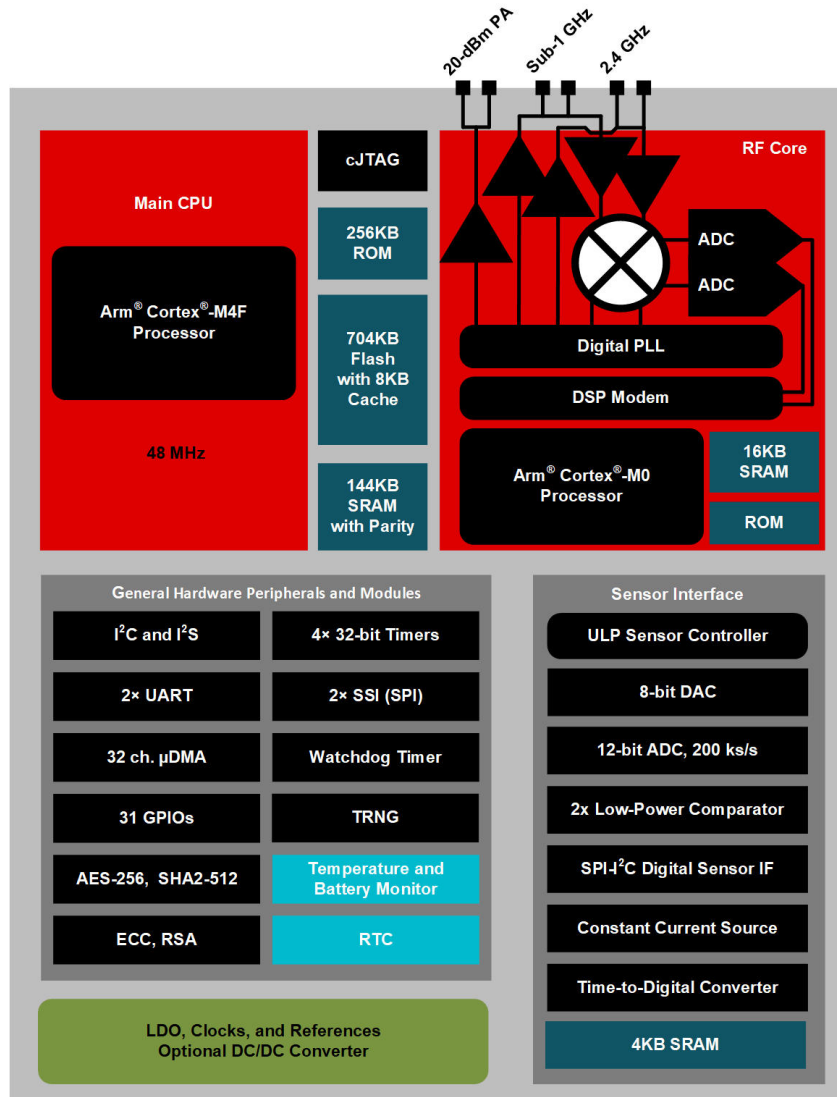 20-dBm PA
Sub-1 GHz
2.4 GHz
Main CPU
Arm® Cortex®-M4F
Processor
48 MHz
cJTAG
256KB
ROM
704KB
Flash
with 8KB
Cache
144KB
SRAM
with Parity
RF Core
ADC
ADC
Digital PLL
DSP Modem
Arm® Cortex®-M0
Processor
16KB
SRAM
ROM
General Hardware Peripherals and Modules
I²C and I²S
4× 32-bit Timers
2× UART
2× SSI (SPI)
32 ch. µDMA
Watchdog Timer
31 GPIOs
TRNG
AES-256, SHA2-512
Temperature and
Battery Monitor
ECC, RSA
RTC
LDO, Clocks, and References
Optional DC/DC Converter
Sensor Interface
ULP Sensor Controller
8-bit DAC
12-bit ADC, 200 ks/s
2x Low-Power Comparator
SPI-I²C Digital Sensor IF
Constant Current Source
Time-to-Digital Converter
4KB SRAM